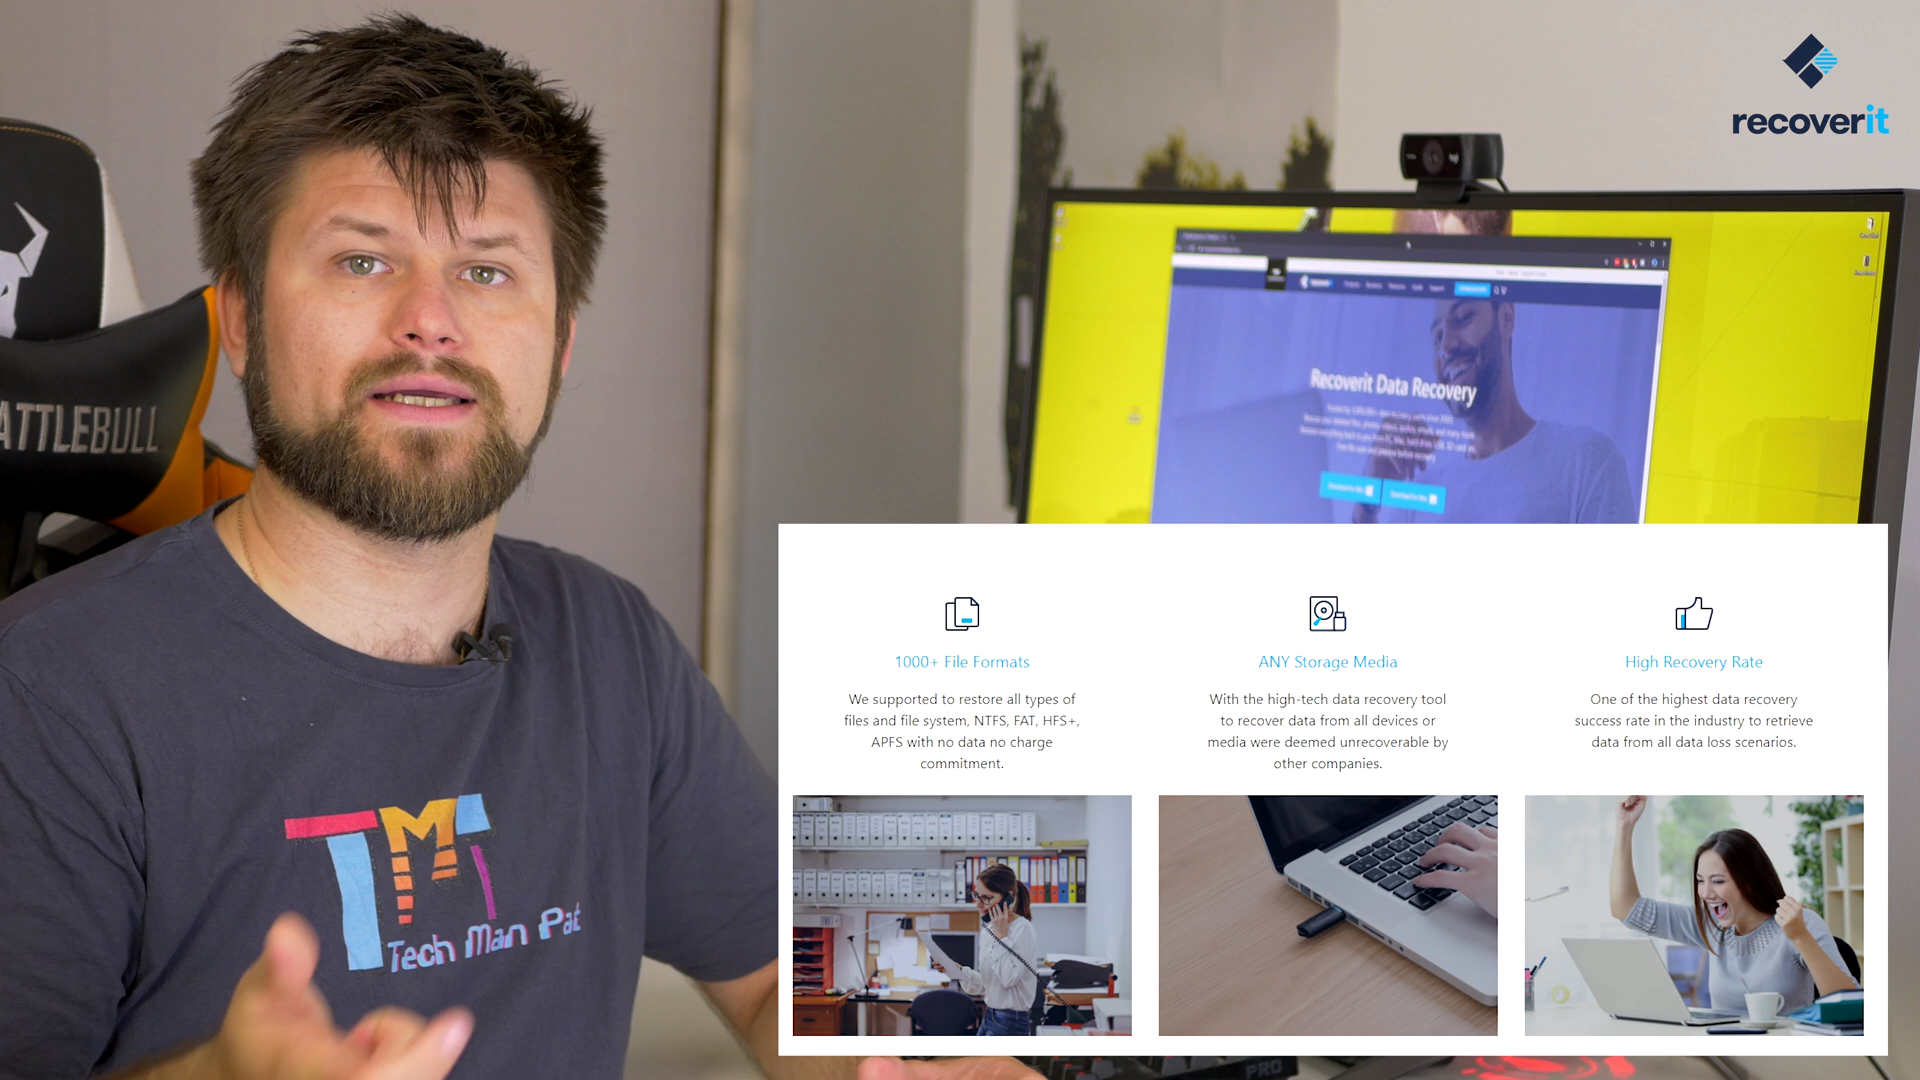 recoverit
ATTLEBULL
Recoverit Data Recovery
1000+ File Formats
We supported to restore all types of
files and file system, NTFS, FAT, HFS+,
APFS with no data no charge
commitment.
ANY Storage Media
With the high-tech data recovery tool
to recover data from all devices or
media were deemed unrecoverable by
other companies.
High Recovery Rate
One of the highest data recovery
success rate in the industry to retrieve
data from all data loss scenarios.
TMT
Tech Man Pat
PRO